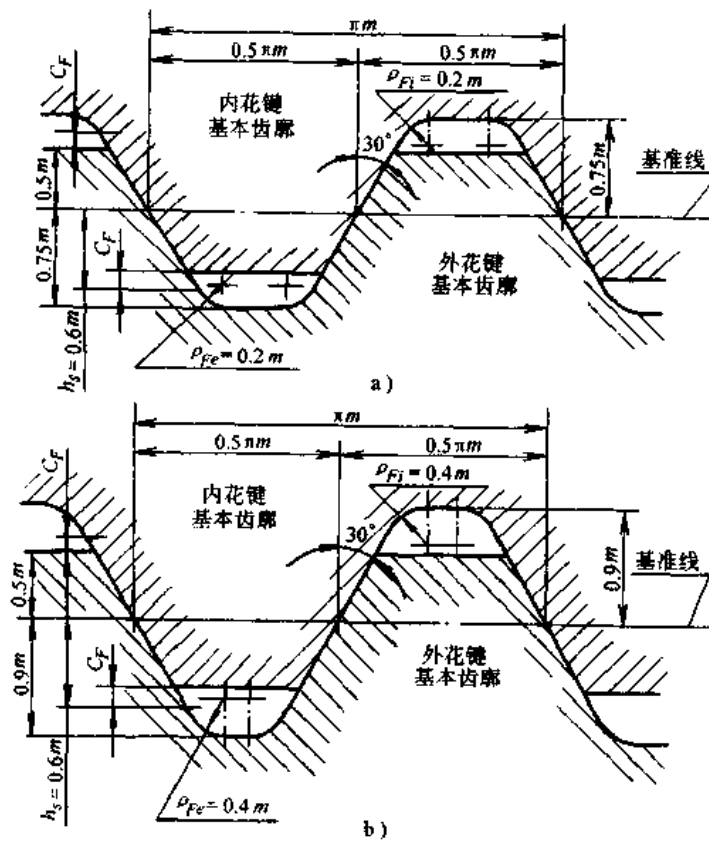 πm
0.5πm
0.5πm
C_F
ρ_Fi = 0.2m
内花键
基本齿廓
30°
0.5m
0.75m
基准线
0.75m
C_F
外花键
基本齿廓
h_s = 0.6m
ρ_Fe = 0.2m
a)
πm
0.5πm
0.5πm
C_F
ρ_Fi = 0.4m
内花键
基本齿廓
30°
0.5m
0.9m
基准线
0.9m
C_F
外花键
基本齿廓
h_s = 0.6m
ρ_Fe = 0.4m
b)